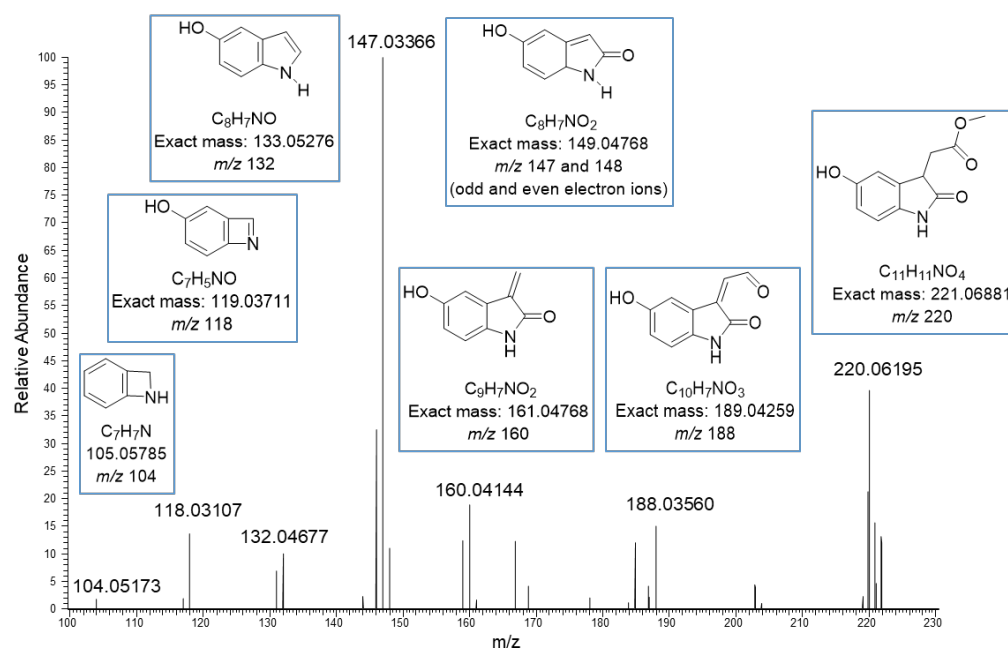 HO
N
H
C8H7NO
Exact mass: 133.05276
m/z 132
147.03366
HO
O
N
H
C8H7NO2
Exact mass: 149.04768
m/z 147 and 148
(odd and even electron ions)
O
O
HO
O
N
H
C11H11NO4
Exact mass: 221.06881
m/z 220
HO
N
C7H5NO
Exact mass: 119.03711
m/z 118
HO
O
N
H
C9H7NO2
Exact mass: 161.04768
m/z 160
O
HO
O
N
H
C10H7NO3
Exact mass: 189.04259
m/z 188
NH
C7H7N
105.05785
m/z 104
220.06195
160.04144
188.03560
118.03107
132.04677
104.05173
Relative Abundance
100
95
90
85
80
75
70
65
60
55
50
45
40
35
30
25
20
15
10
5
0
100 110 120 130 140 150 160 170 180 190 200 210 220 230
m/z